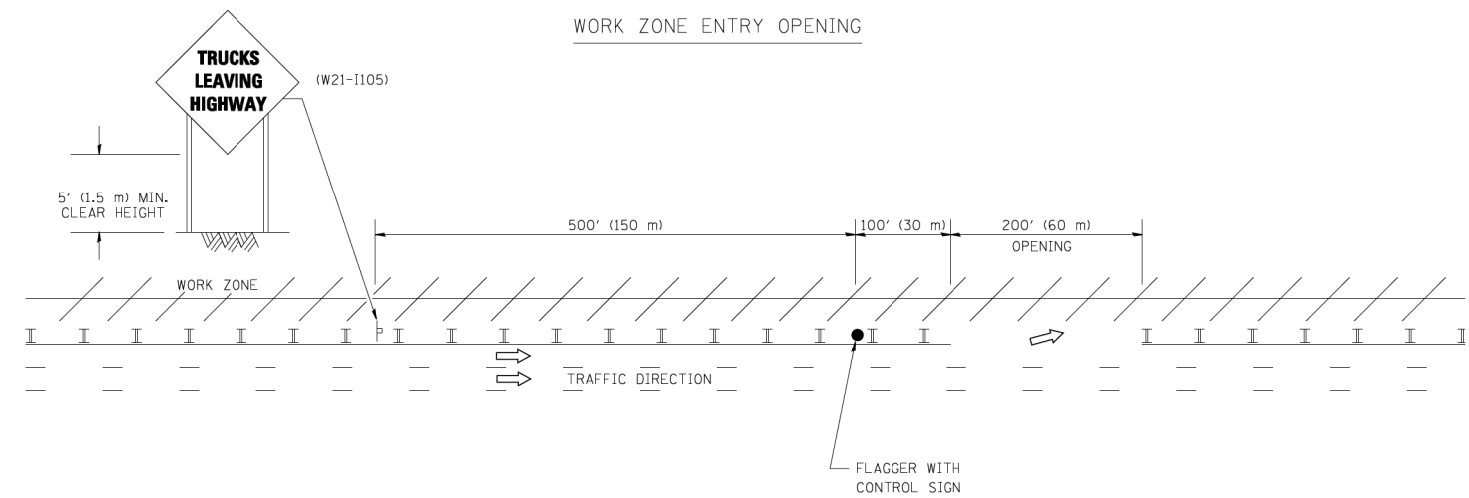 WORK ZONE ENTRY OPENING
TRUCKS
LEAVING
HIGHWAY
(W21-I105)
5' (1.5 m) MIN.
CLEAR HEIGHT
500' (150 m)
100' (30 m)
200' (60 m)
OPENING
WORK ZONE
TRAFFIC DIRECTION
FLAGGER WITH
CONTROL SIGN